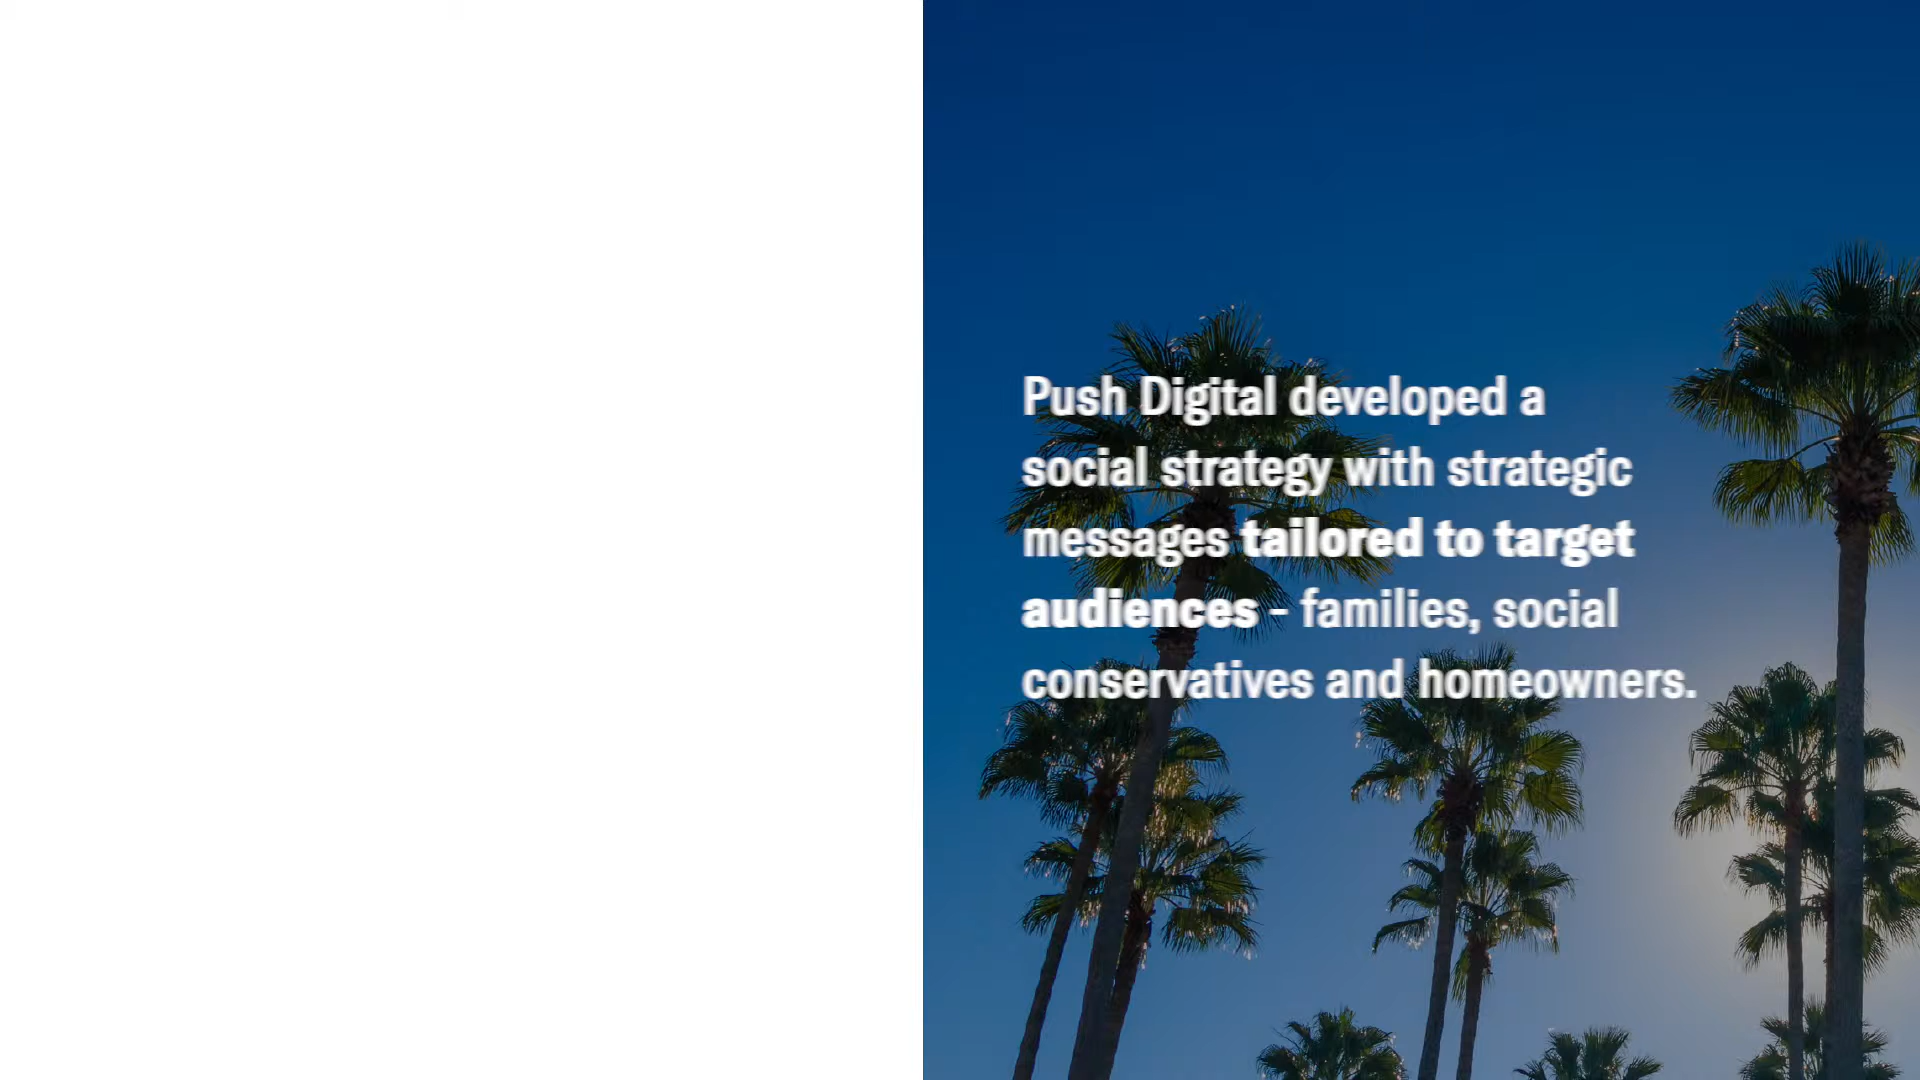 Push Digital developed a
social strategy with strategic
messages tailored to target
audiences - families, social
conservatives and homeowners.